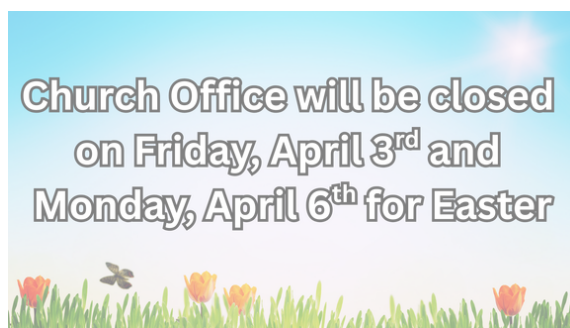 Church Office will be closed
on Friday, April 3rd and
Monday, April 6th for Easter